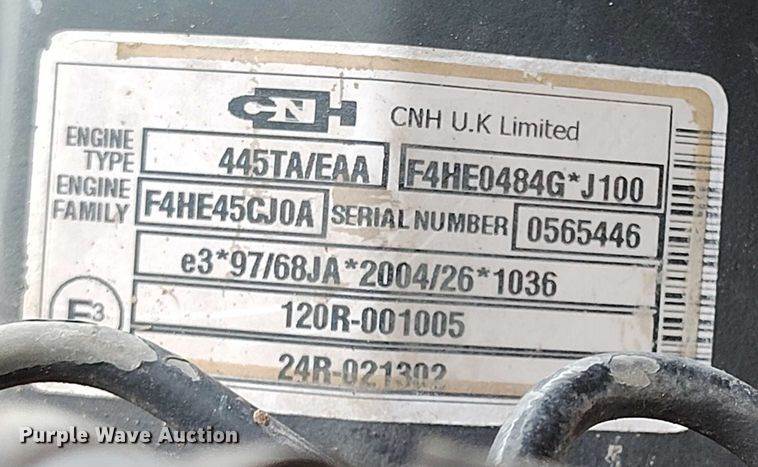 CNH CNH U.K Limited
ENGINE TYPE 445TA/EAA F4HE0484G*J100
ENGINE FAMILY F4HE45CJ0A SERIAL NUMBER 0565446
e3*97/68JA*2004/26*1036
E3 120R-001005
24R-021302
Purple Wave Auction